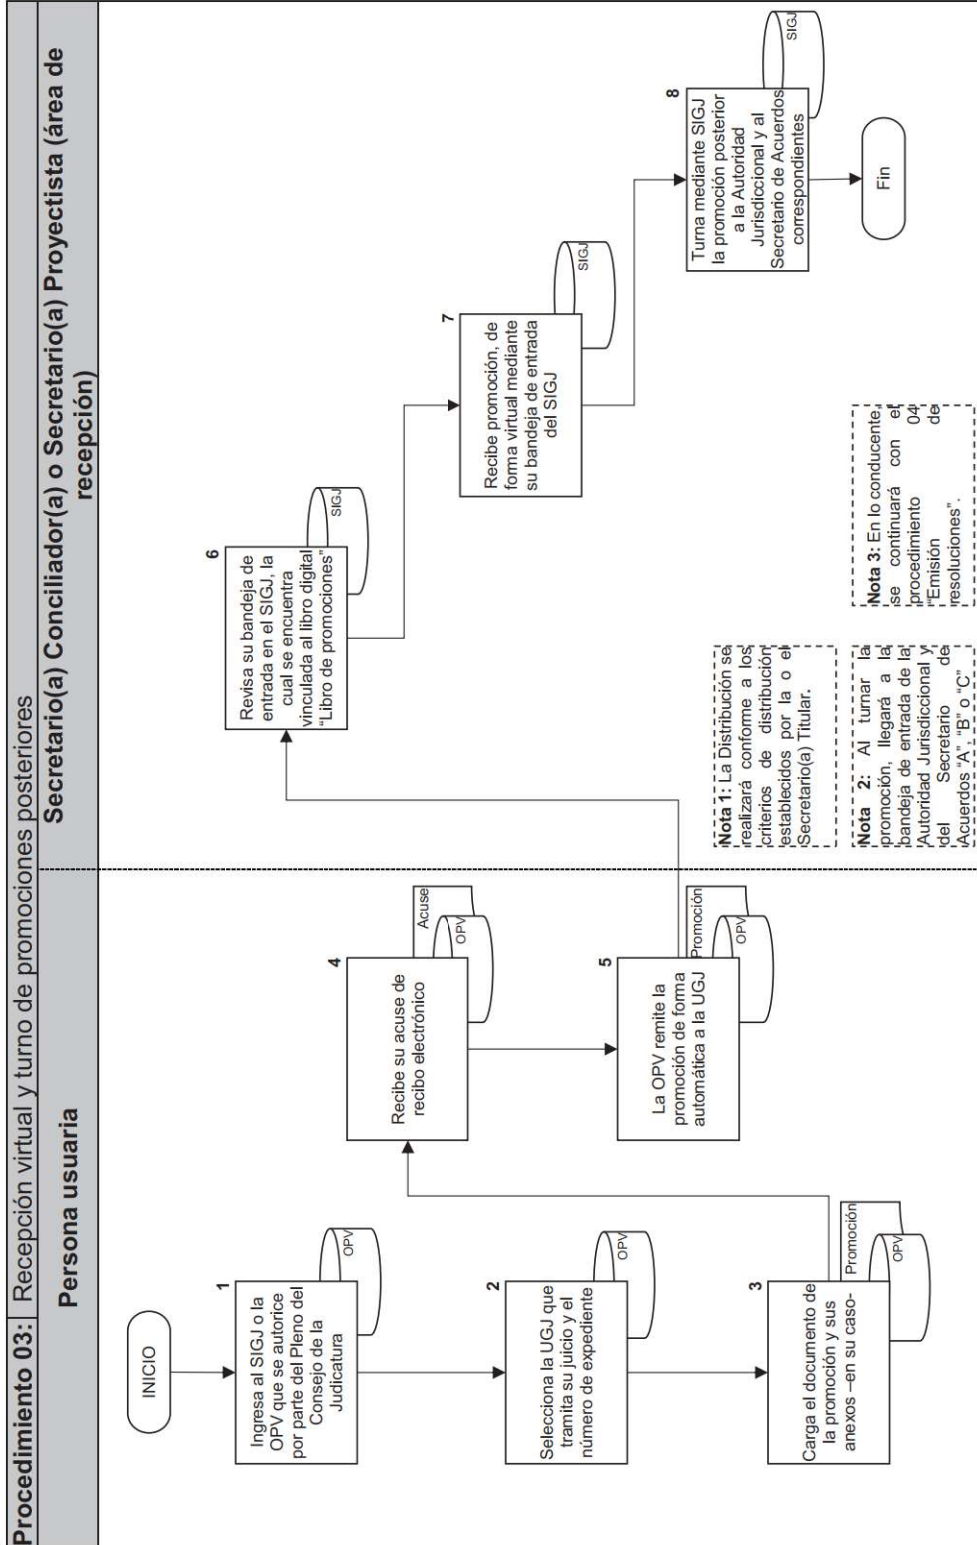 Procedimiento 03: Recepción virtual y turno de promociones posteriores
Persona usuaria
Secretario(a) Conciliador(a) o Secretario(a) Proyectista (área de
recepción)
INICIO
1
Ingresa al SIGJ o la
OPV que se autorice
por parte del Pleno del
Consejo de la
Judicatura
OPV
2
Selecciona la UGJ que
tramita su juicio y el
número de expediente
OPV
3
Carga el documento de
la promoción y sus
anexos –en su caso-
Promoción
OPV
4
Recibe su acuse de
recibo electrónico
Acuse
OPV
5
La OPV remite la
promoción de forma
automática a la UGJ
Promoción
OPV
6
Revisa su bandeja de
entrada en el SIGJ, la
cual se encuentra
vinculada al libro digital
“Libro de promociones”
SIGJ
7
Recibe promoción, de
forma virtual mediante
su bandeja de entrada
del SIGJ
SIGJ
8
Turna mediante SIGJ
la promoción posterior
a la Autoridad
Jurisdiccional y al
Secretario de Acuerdos
correspondientes
SIGJ
Fin
Nota 1: La Distribución se
realizará conforme a los
criterios de distribución
establecidos por la o el
Secretario(a) Titular.
Nota 2: Al turnar la
promoción, llegará a la
bandeja de entrada de la
Autoridad Jurisdiccional y
del Secretario de
Acuerdos “A”, “B” o “C”
Nota 3: En lo conducente,
se continuará con el
procedimiento 04
“Emisión de
resoluciones”.